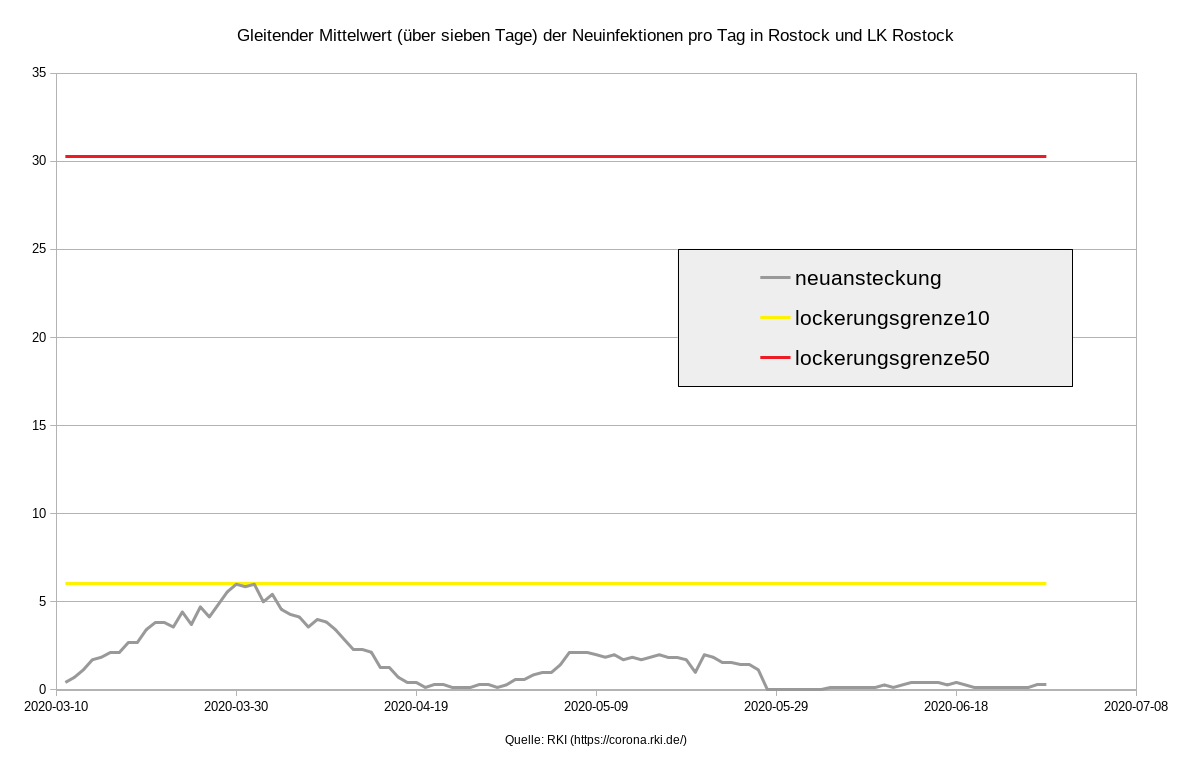 Gleitender Mittelwert (über sieben Tage) der Neuinfektionen pro Tag in Rostock und LK Rostock
35
30
25
20
15
10
5
0
neuansteckung
lockerungsgrenze10
lockerungsgrenze50
2020-03-10 2020-03-30 2020-04-19 2020-05-09 2020-05-29 2020-06-18 2020-07-08
Quelle: RKI (https://corona.rki.de/)